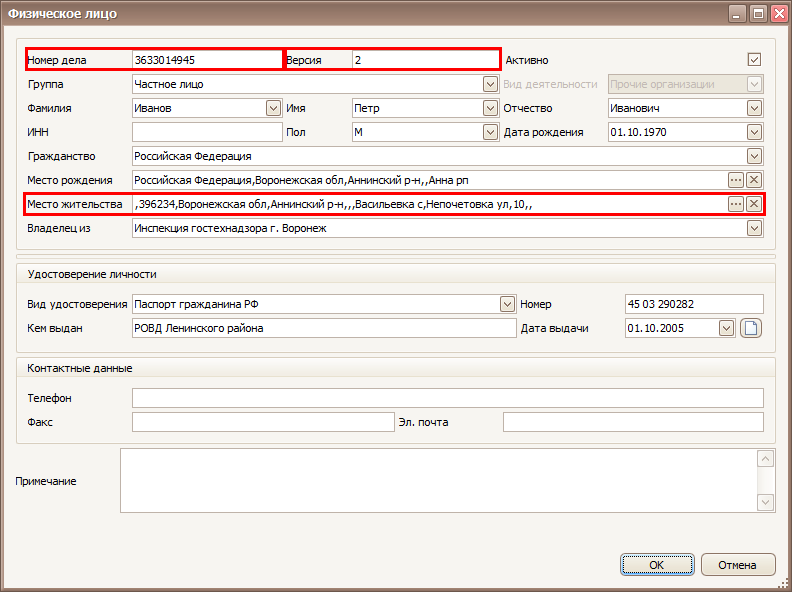 Физическое лицо
Номер дела 3633014945 Версия 2 Активно
Группа Частное лицо Вид деятельности Прочие организации
Фамилия Иванов Имя Петр Отчество Иванович
ИНН Пол М Дата рождения 01.10.1970
Гражданство Российская Федерация
Место рождения Российская Федерация,Воронежская обл,Аннинский р-н,,Анна рп
Место жительства ,396234,Воронежская обл,Аннинский р-н,,,Васильевка с,Непочетовка ул,10,,
Владелец из Инспекция гостехнадзора г. Воронеж
Удостоверение личности
Вид удостоверения Паспорт гражданина РФ Номер 45 03 290282
Кем выдан РОВД Ленинского района Дата выдачи 01.10.2005
Контактные данные
Телефон
Факс Эл. почта
Примечание
ОК Отмена